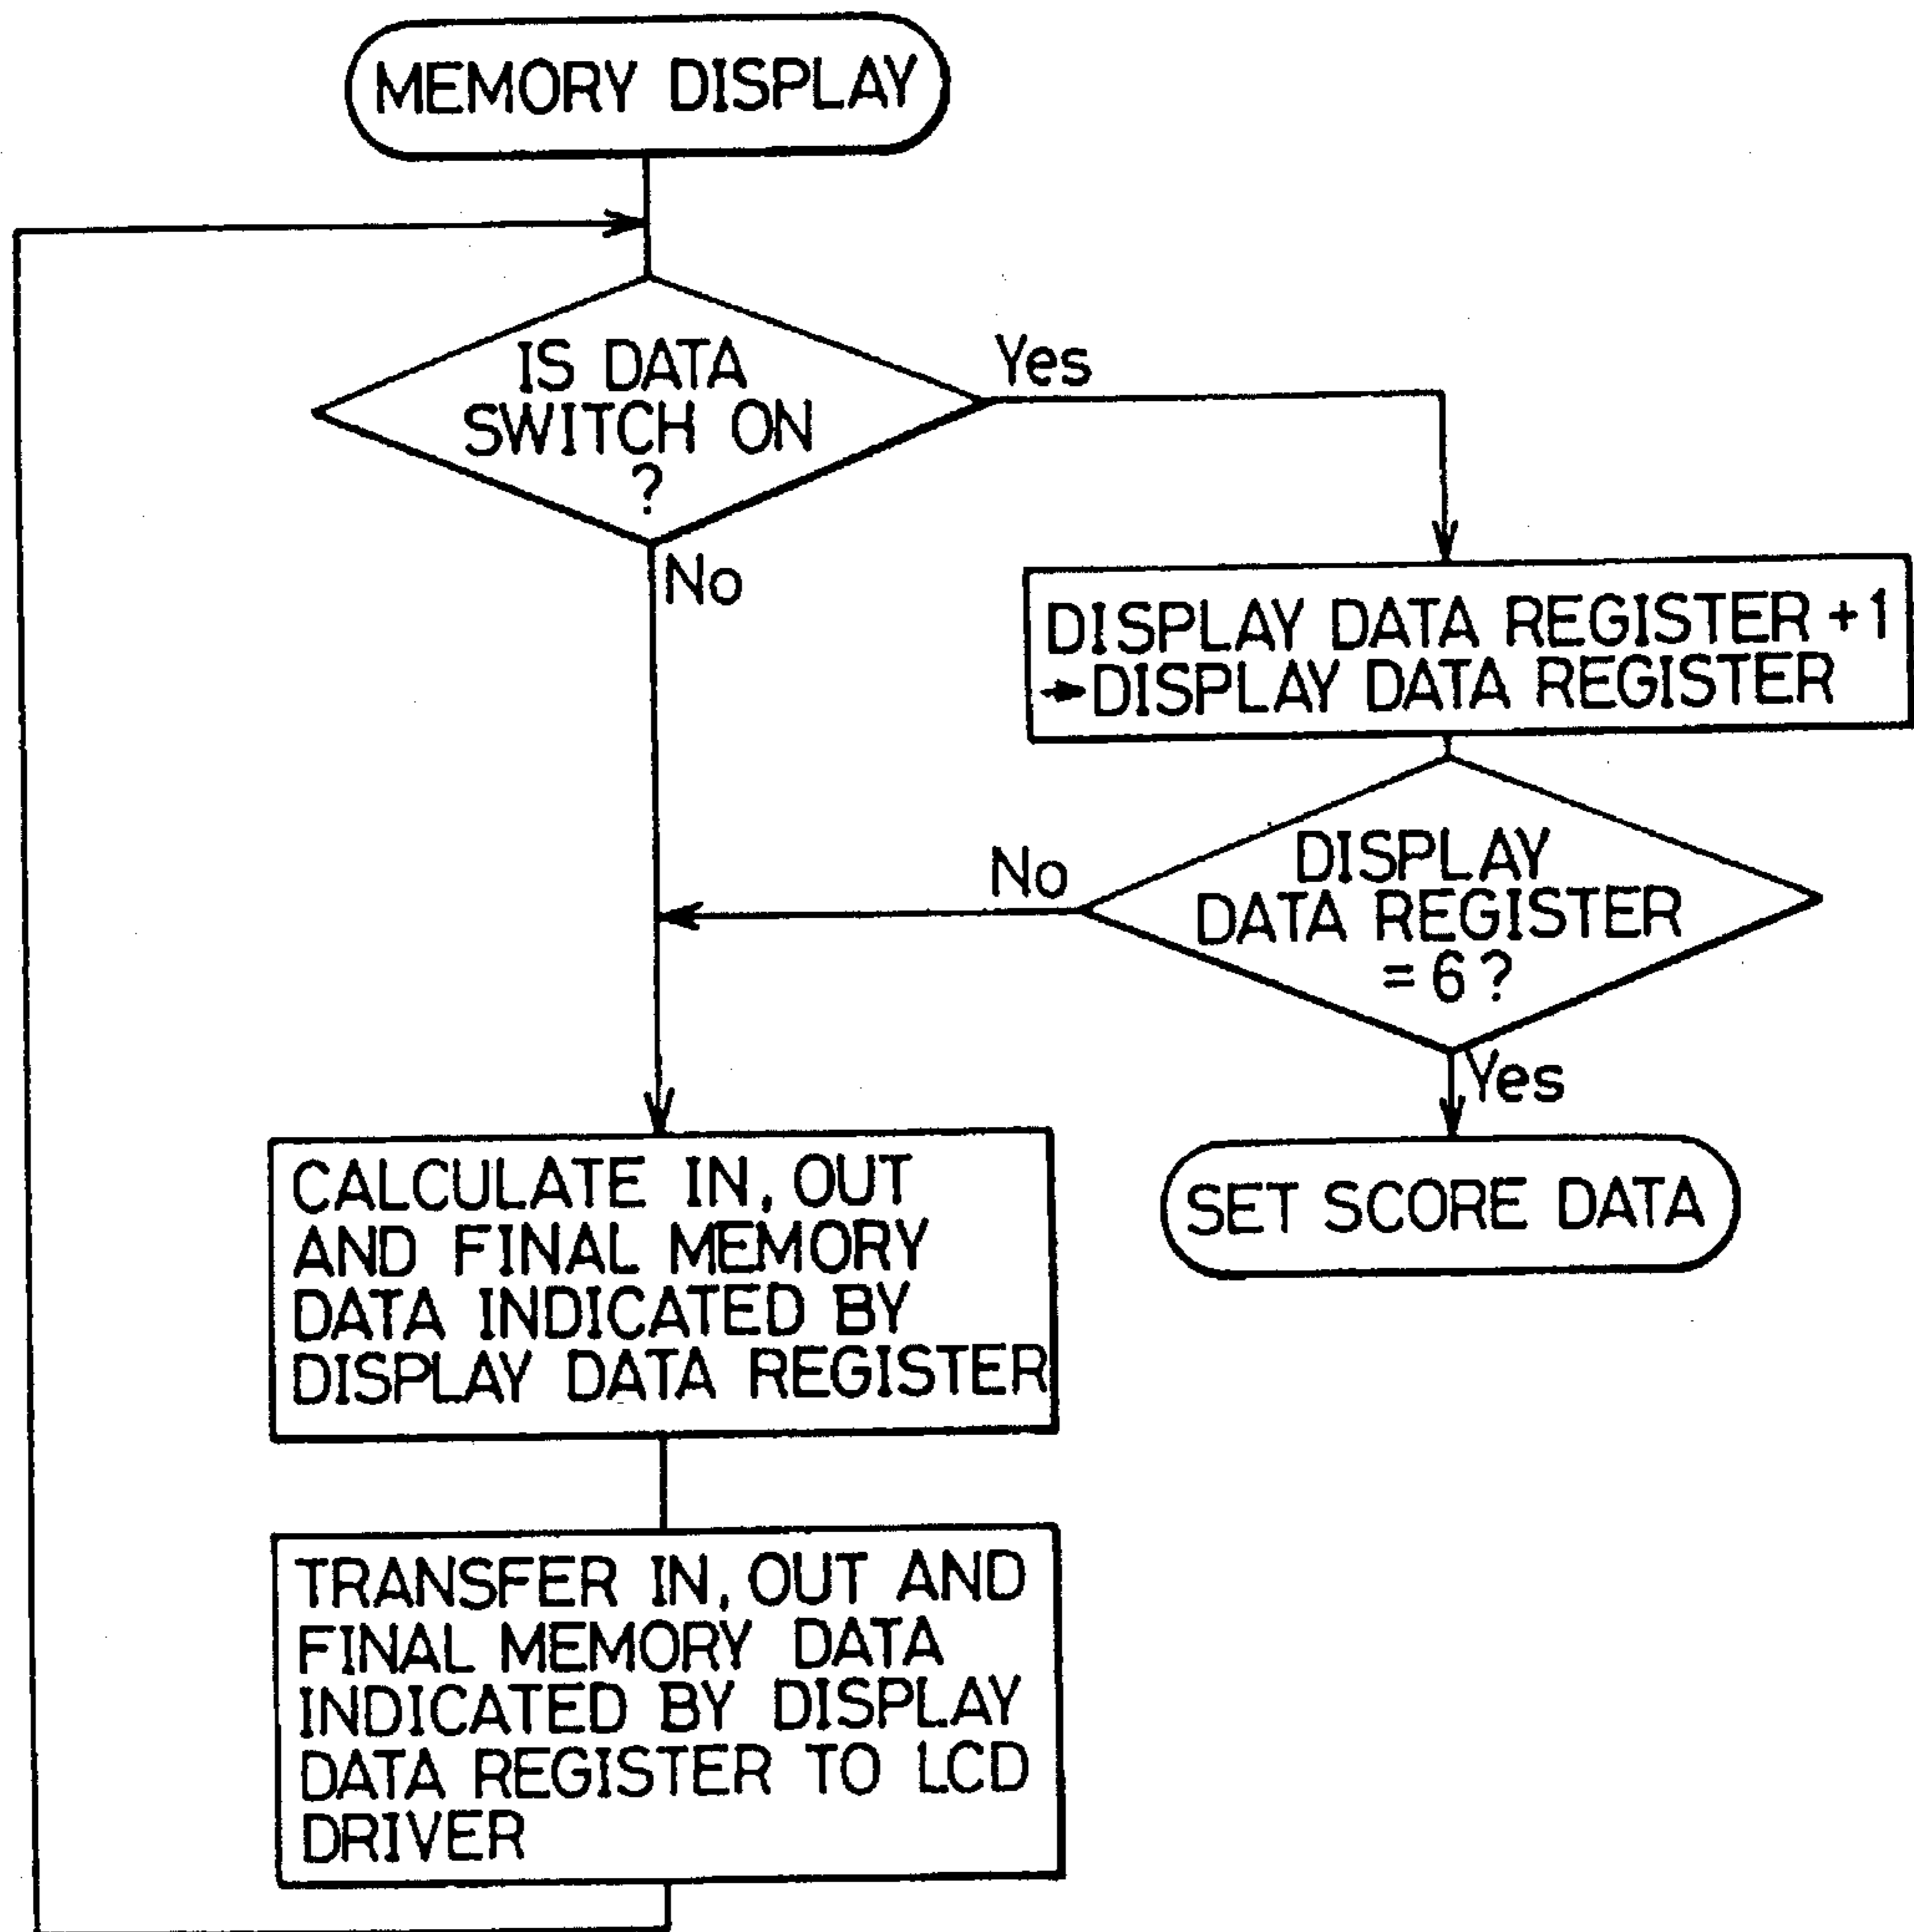 MEMORY DISPLAY
IS DATA
SWITCH ON
?
Yes
No
DISPLAY DATA REGISTER +1
→DISPLAY DATA REGISTER
DISPLAY
DATA REGISTER
= 6 ?
No
Yes
SET SCORE DATA
CALCULATE IN, OUT
AND FINAL MEMORY
DATA INDICATED BY
DISPLAY DATA REGISTER
TRANSFER IN, OUT AND
FINAL MEMORY DATA
INDICATED BY DISPLAY
DATA REGISTER TO LCD
DRIVER